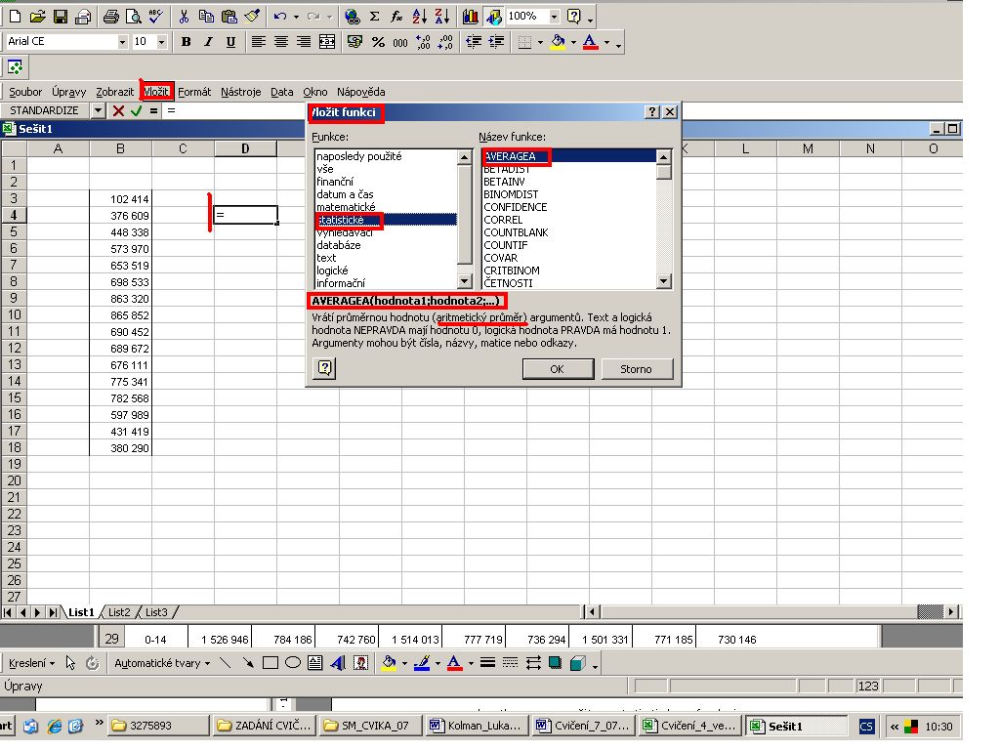 100%
Arial CE 10 B I U % 000
Soubor Úpravy Zobrazit Vložit Formát Nástroje Data Okno Nápověda
STANDARDIZE = =
Sešit1
A B C D K L M N O
1
2
3 102 414
4 376 609 =
5 448 338
6 573 970
7 653 519
8 698 533
9 863 320
10 865 852
11 690 452
12 689 672
13 676 111
14 775 341
15 782 568
16 597 989
17 431 419
18 380 290
19
20
21
22
23
24
25
26
27
Vložit funkci
Funkce: Název funkce:
naposledy použité
vše
finanční
datum a čas
matematické
statistické
vyhledávací
databáze
text
logické
informační
AVERAGEA
BETADIST
BETAINV
BINOMDIST
CONFIDENCE
CORREL
COUNTBLANK
COUNTIF
COVAR
CRITBINOM
ČETNOSTI
AVERAGEA(hodnota1;hodnota2;...)
Vrátí průměrnou hodnotu (aritmetický průměr) argumentů. Text a logická
hodnota NEPRAVDA mají hodnotu 0, logická hodnota PRAVDA má hodnotu 1.
Argumenty mohou být čísla, názvy, matice nebo odkazy.
OK Storno
List1 List2 List3
29 0-14 1 526 946 784 186 742 760 1 514 013 777 719 736 294 1 501 331 771 185 730 146
Kreslení Automatické tvary
Úpravy 123
art 3275893 ZADÁNÍ CVIČ... SM_CVIKA_07 Kolman_Luka... Cvičení_7_07... Cvičení_4_ve... Sešit1 CS 10:30